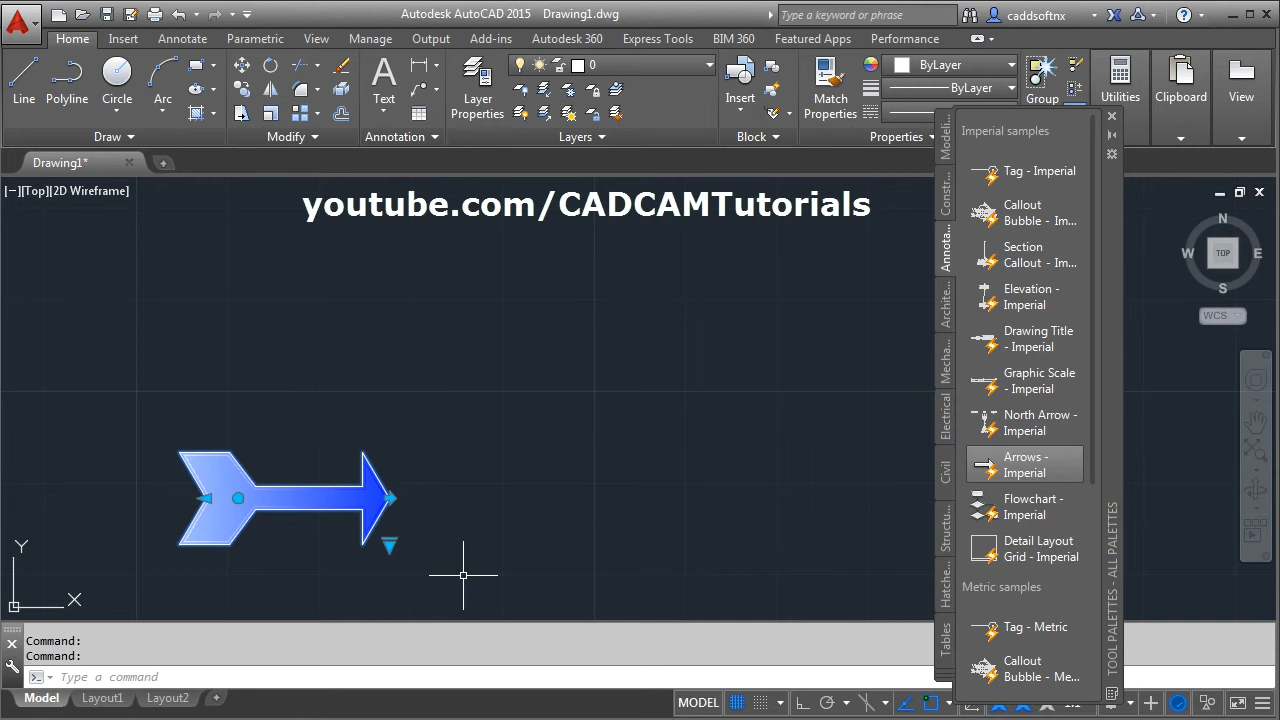 Autodesk AutoCAD 2015 Drawing1.dwg
Type a keyword or phrase
caddsoftnx
Home Insert Annotate Parametric View Manage Output Add-ins Autodesk 360 Express Tools BIM 360 Featured Apps Performance
Line Polyline Circle Arc
Text
Layer
Properties
0
Insert
Match
Properties
ByLayer
ByLayer
Group
Utilities
Clipboard
View
Draw
Modify
Annotation
Layers
Block
Properties
Drawing1*
[−][Top][2D Wireframe]
youtube.com/CADCAMTutorials
N
W TOP E
S
WCS
Modeli...
Constr...
Annota...
Archite...
Mecha...
Electrical
Civil
Structu...
Hatche...
Tables
Imperial samples
Tag - Imperial
Callout
Bubble - Im...
Section
Callout - Im...
Elevation -
Imperial
Drawing Title
- Imperial
Graphic Scale
- Imperial
North Arrow -
Imperial
Arrows -
Imperial
Flowchart -
Imperial
Detail Layout
Grid - Imperial
Metric samples
Tag - Metric
Callout
Bubble - Me...
TOOL PALETTES - ALL PALETTES
Y
X
Command:
Command:
Type a command
Model Layout1 Layout2
MODEL